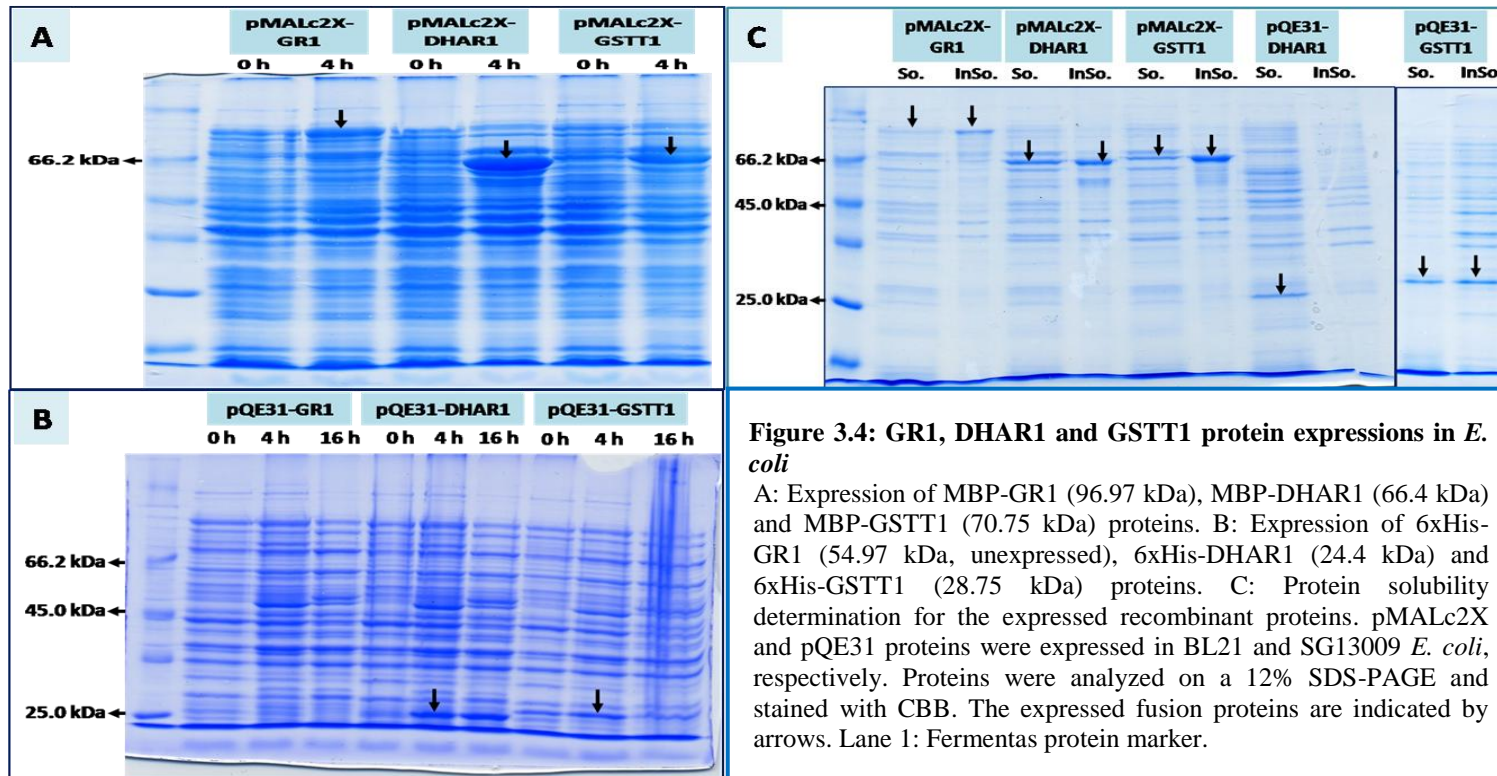 A
pMALc2X-GR1 pMALc2X-DHAR1 pMALc2X-GSTT1
0 h 4 h 0 h 4 h 0 h 4 h
66.2 kDa
B
pQE31-GR1 pQE31-DHAR1 pQE31-GSTT1
0 h 4 h 16 h 0 h 4 h 16 h 0 h 4 h 16 h
66.2 kDa
45.0 kDa
25.0 kDa
C
pMALc2X-GR1 pMALc2X-DHAR1 pMALc2X-GSTT1 pQE31-DHAR1 pQE31-GSTT1
So. InSo. So. InSo. So. InSo. So. InSo. So. InSo
66.2 kDa
45.0 kDa
25.0 kDa
Figure 3.4: GR1, DHAR1 and GSTT1 protein expressions in E.
coli
A: Expression of MBP-GR1 (96.97 kDa), MBP-DHAR1 (66.4 kDa)
and MBP-GSTT1 (70.75 kDa) proteins. B: Expression of 6xHis-
GR1 (54.97 kDa, unexpressed), 6xHis-DHAR1 (24.4 kDa) and
6xHis-GSTT1 (28.75 kDa) proteins. C: Protein solubility
determination for the expressed recombinant proteins. pMALc2X
and pQE31 proteins were expressed in BL21 and SG13009 E. coli,
respectively. Proteins were analyzed on a 12% SDS-PAGE and
stained with CBB. The expressed fusion proteins are indicated by
arrows. Lane 1: Fermentas protein marker.